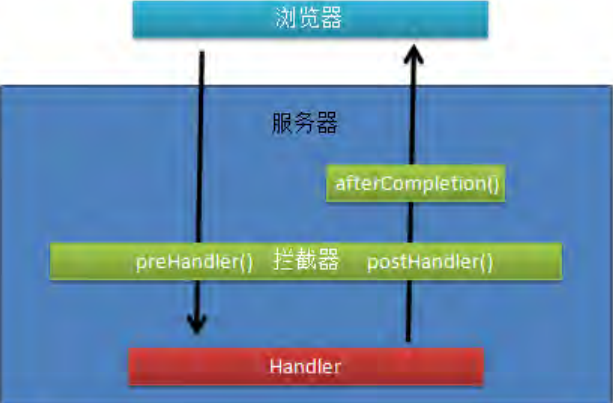 浏览器
服务器
afterCompletion()
preHandler() 拦截器 postHandler()
Handler